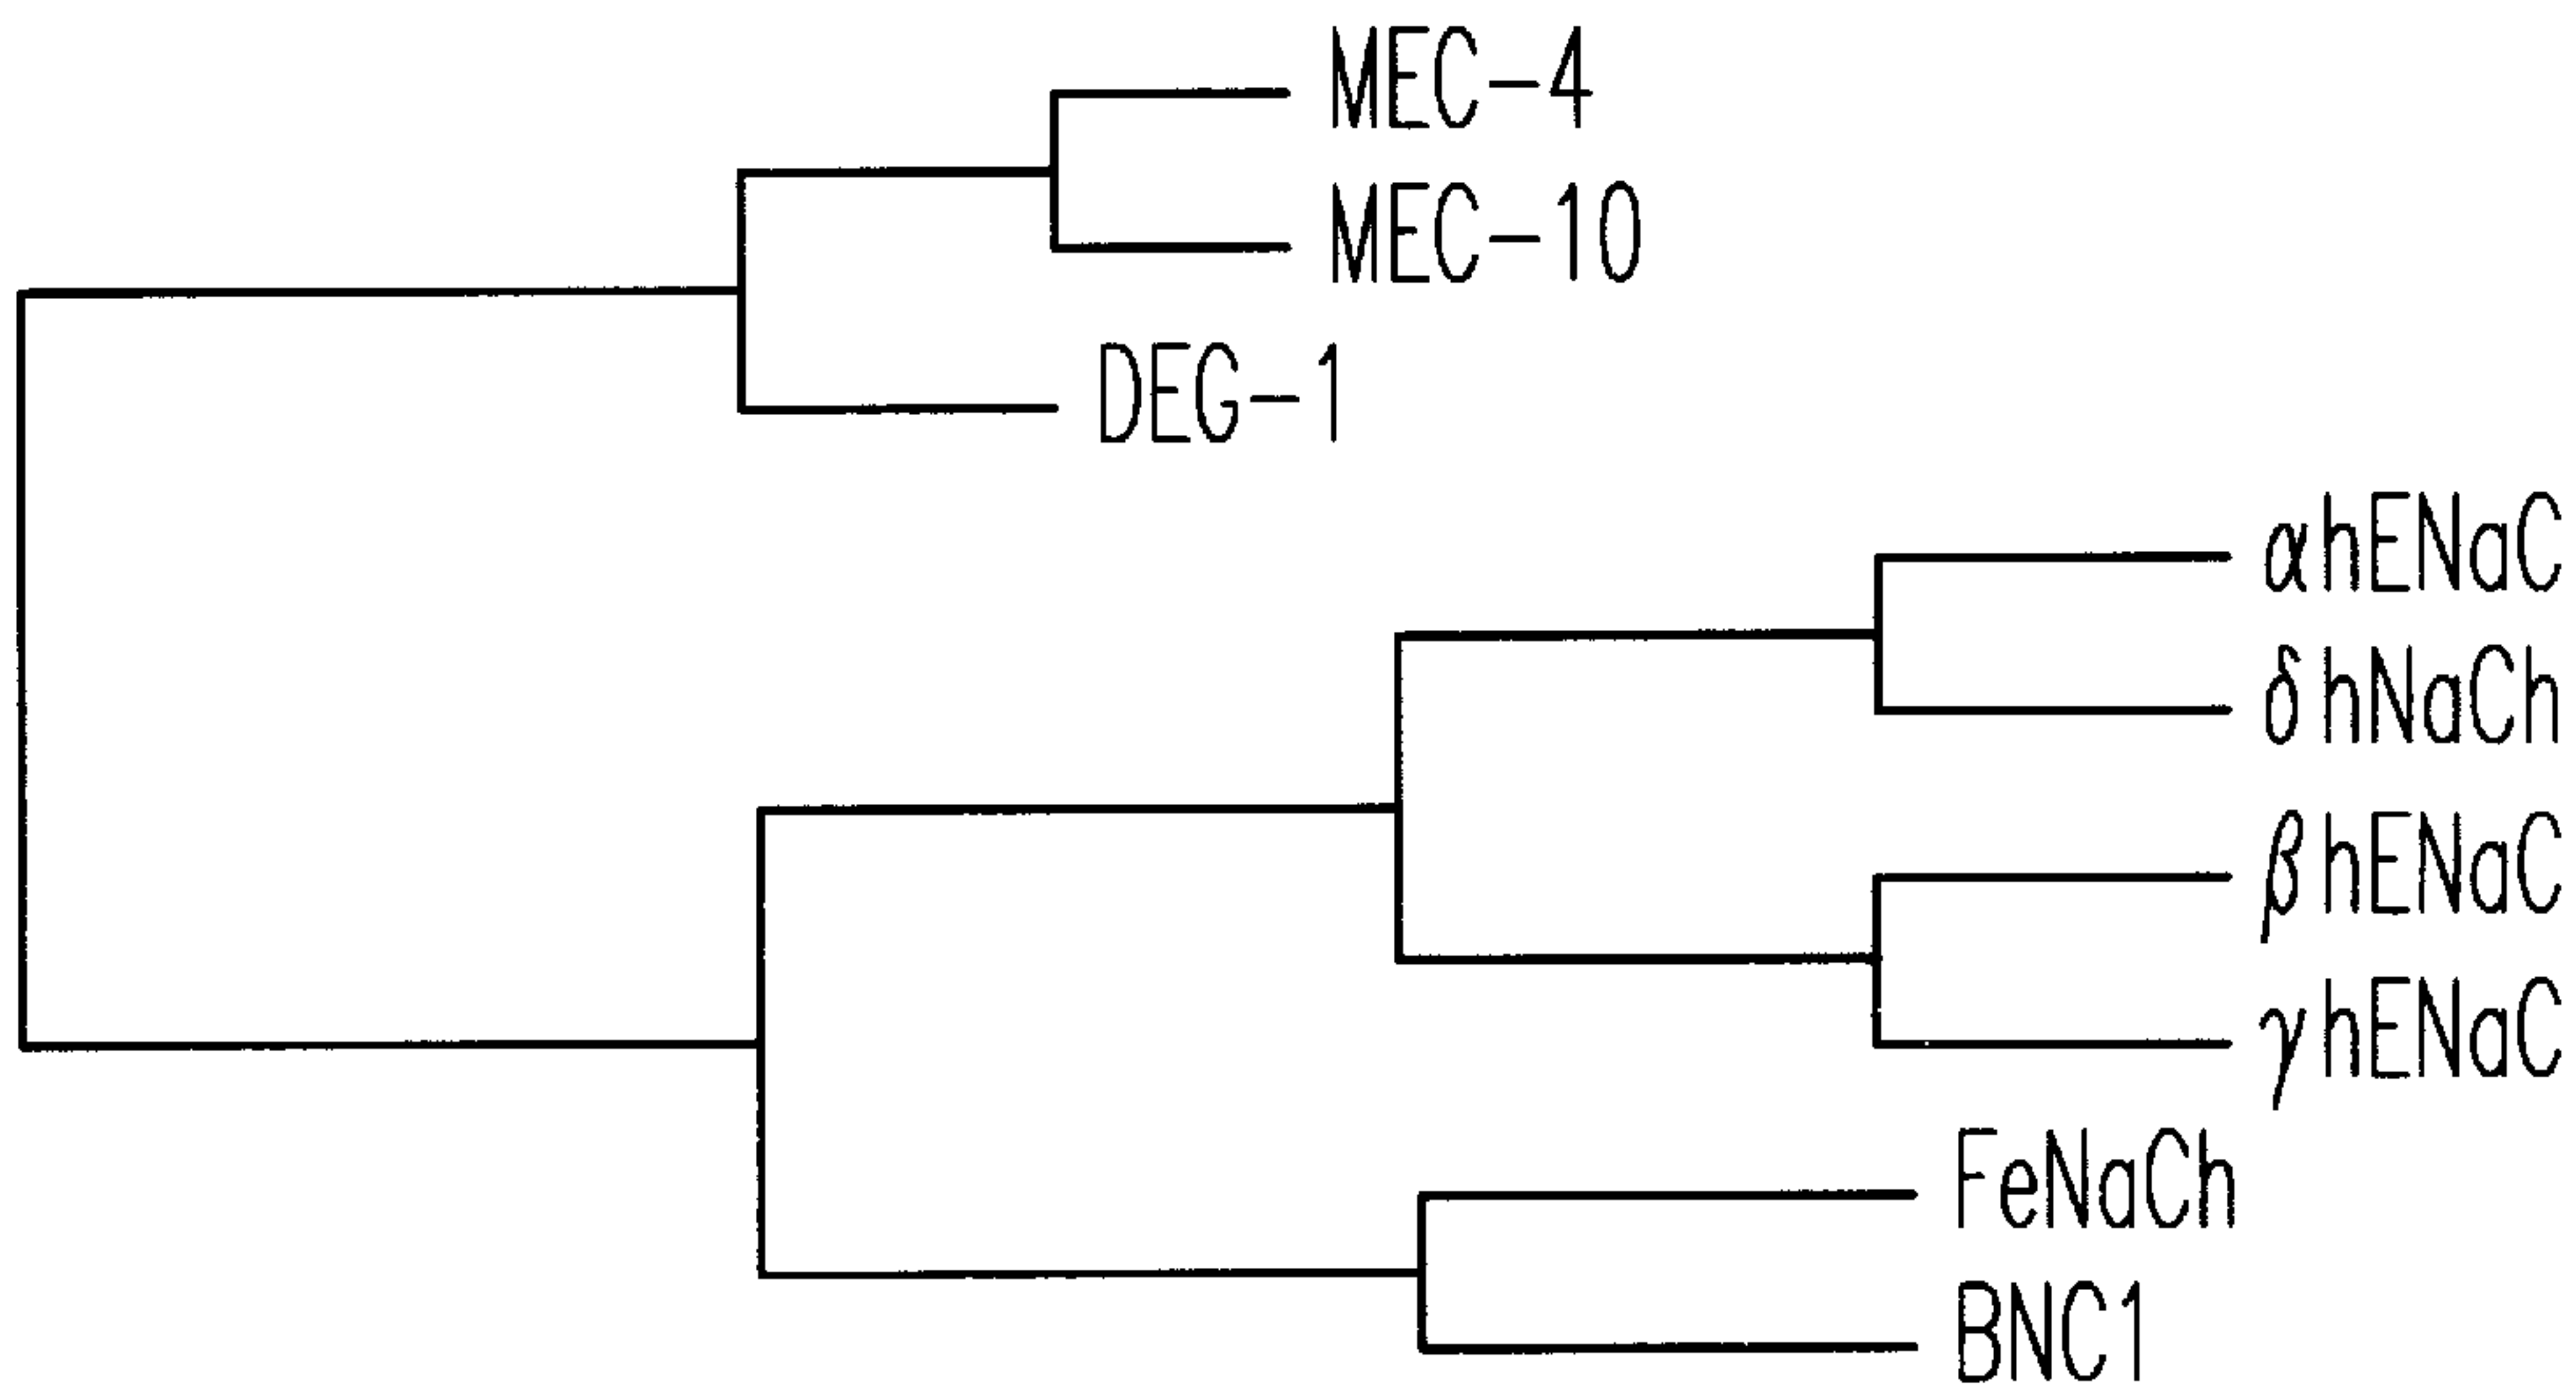 MEC-4
MEC-10
DEG-1
αhENaC
δhNaCh
βhENaC
γhENaC
FeNaCh
BNC1